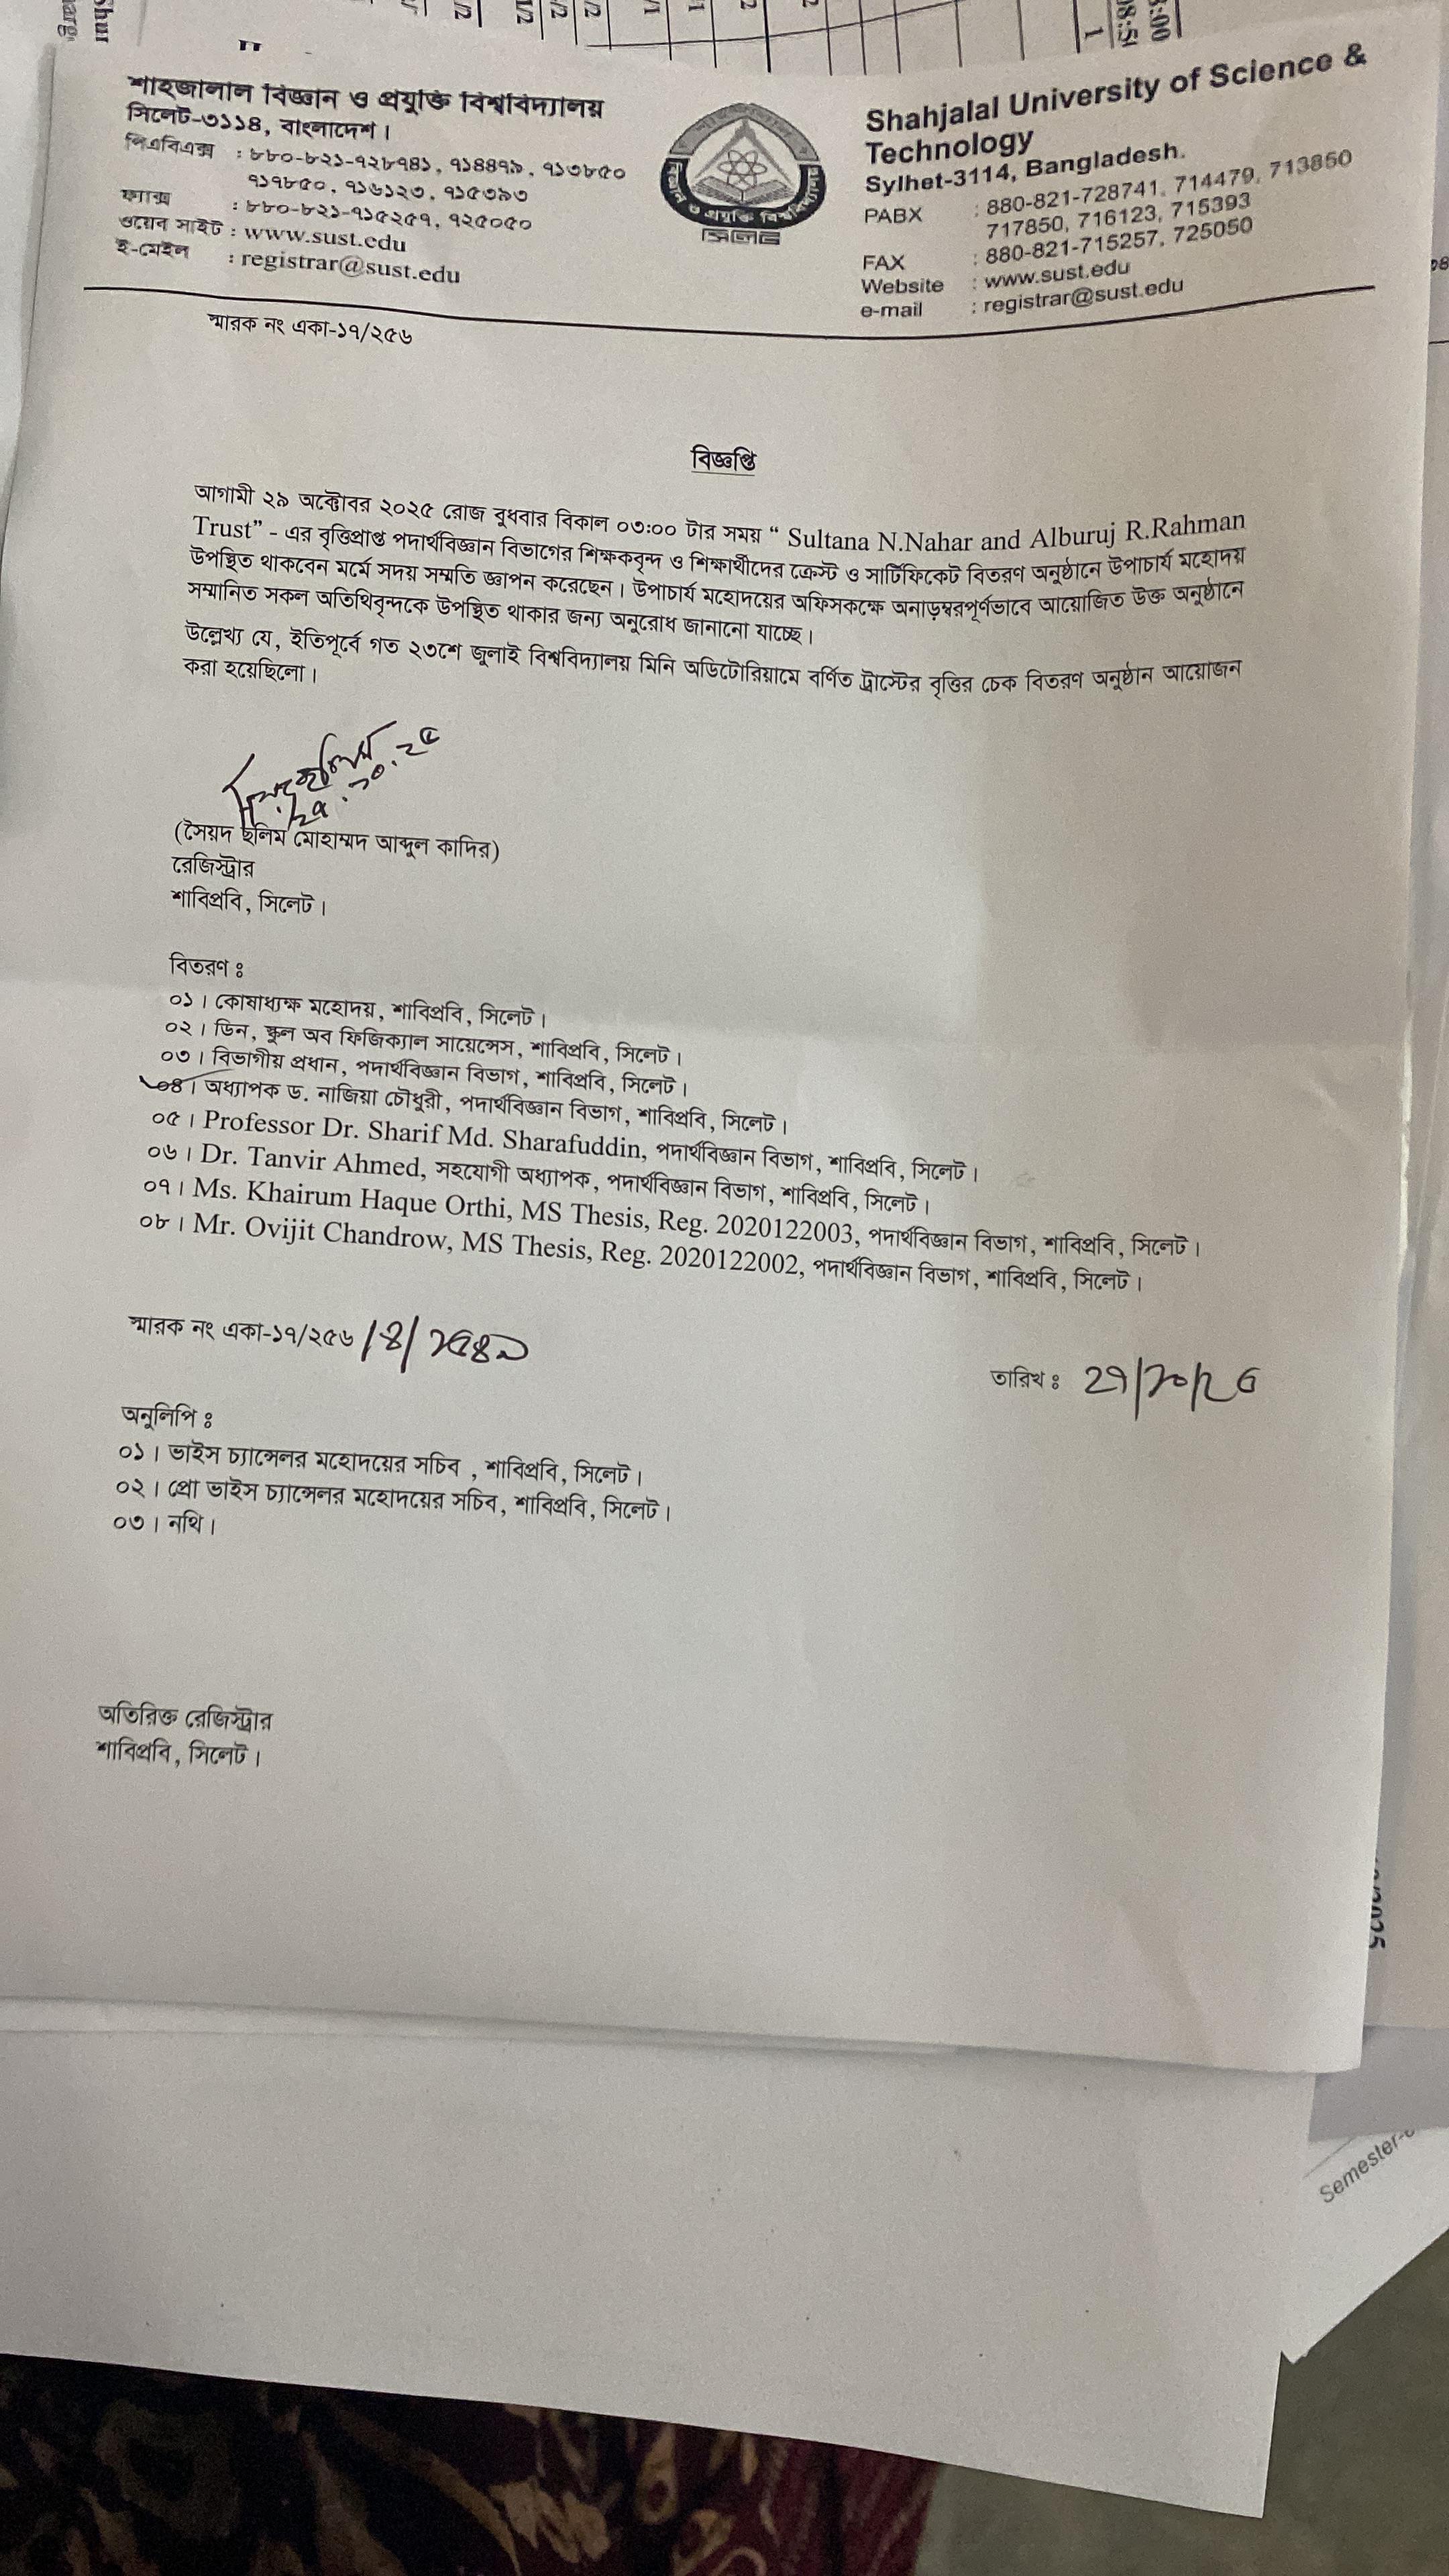 শাহজালাল বিজ্ঞান ও প্রযুক্তি বিশ্ববিদ্যালয়
সিলেট-৩১১৪, বাংলাদেশ।
পিএবিএক্স : ৮৮০-৮২১-৭২৮৭৪১, ৭১৪৪৭৯, ৭১৩৮৫০
৭১৭৮৫০, ৭১৬১২৩, ৭১৫৩৯৩
ফ্যাক্স : ৮৮০-৮২১-৭১৫২৫৭, ৭২৫০৫০
ওয়েব সাইট : www.sust.edu
ই-মেইল : registrar@sust.edu
Shahjalal University of Science &
Technology
Sylhet-3114, Bangladesh.
PABX : 880-821-728741, 714479, 713850
717850, 716123, 715393
FAX : 880-821-715257, 725050
Website : www.sust.edu
e-mail : registrar@sust.edu
স্মারক নং একা-১৭/২৫৬
বিজ্ঞপ্তি
আগামী ২৯ অক্টোবর ২০২৫ রোজ বুধবার বিকাল ০৩:০০ টার সময় “ Sultana N.Nahar and Alburuj R.Rahman
Trust” - এর বৃত্তিপ্রাপ্ত পদার্থবিজ্ঞান বিভাগের শিক্ষকবৃন্দ ও শিক্ষার্থীদের ক্রেস্ট ও সার্টিফিকেট বিতরণ অনুষ্ঠানে উপাচার্য মহোদয়
উপস্থিত থাকবেন মর্মে সদয় সম্মতি জ্ঞাপন করেছেন। উপাচার্য মহোদয়ের অফিসকক্ষে অনাড়ম্বরপূর্ণভাবে আয়োজিত উক্ত অনুষ্ঠানে
সম্মানিত সকল অতিথিবৃন্দকে উপস্থিত থাকার জন্য অনুরোধ জানানো যাচ্ছে।
উল্লেখ্য যে, ইতিপূর্বে গত ২৩শে জুলাই বিশ্ববিদ্যালয় মিনি অডিটোরিয়ামে বর্ণিত ট্রাস্টের বৃত্তির চেক বিতরণ অনুষ্ঠান আয়োজন
করা হয়েছিলো।
(সৈয়দ ছলিম মোহাম্মদ আব্দুল কাদির)
রেজিস্ট্রার
শাবিপ্রবি, সিলেট।
বিতরণ ঃ
০১। কোষাধ্যক্ষ মহোদয়, শাবিপ্রবি, সিলেট।
০২। ডিন, স্কুল অব ফিজিক্যাল সায়েন্সেস, শাবিপ্রবি, সিলেট।
০৩। বিভাগীয় প্রধান, পদার্থবিজ্ঞান বিভাগ, শাবিপ্রবি, সিলেট।
০৪। অধ্যাপক ড. নাজিয়া চৌধুরী, পদার্থবিজ্ঞান বিভাগ, শাবিপ্রবি, সিলেট।
০৫। Professor Dr. Sharif Md. Sharafuddin, পদার্থবিজ্ঞান বিভাগ, শাবিপ্রবি, সিলেট।
০৬। Dr. Tanvir Ahmed, সহযোগী অধ্যাপক, পদার্থবিজ্ঞান বিভাগ, শাবিপ্রবি, সিলেট।
০৭। Ms. Khairum Haque Orthi, MS Thesis, Reg. 2020122003, পদার্থবিজ্ঞান বিভাগ, শাবিপ্রবি, সিলেট।
০৮। Mr. Ovijit Chandrow, MS Thesis, Reg. 2020122002, পদার্থবিজ্ঞান বিভাগ, শাবিপ্রবি, সিলেট।
স্মারক নং একা-১৭/২৫৬
তারিখ ঃ ২৭/১০/২৫
অনুলিপি ঃ
০১। ভাইস চ্যান্সেলর মহোদয়ের সচিব , শাবিপ্রবি, সিলেট।
০২। প্রো ভাইস চ্যান্সেলর মহোদয়ের সচিব, শাবিপ্রবি, সিলেট।
০৩। নথি।
অতিরিক্ত রেজিস্ট্রার
শাবিপ্রবি, সিলেট।